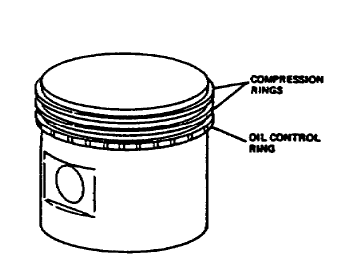 COMPRESSION
RINGS
OIL CONTROL
RING